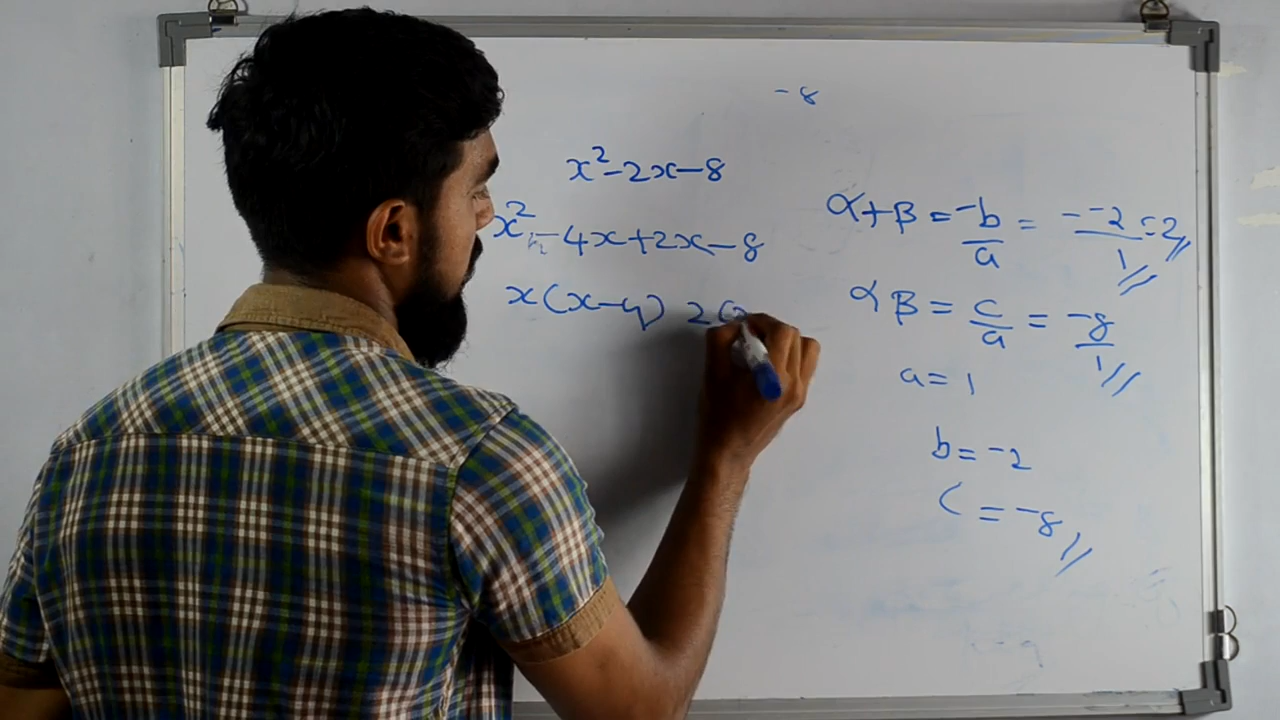 -8
x²-2x-8
x²-4x+2x-8
x(x-4) 2(
α+β = -b/a = --2/1 = 2
αβ = c/a = -8/1
a = 1
b = -2
c = -8